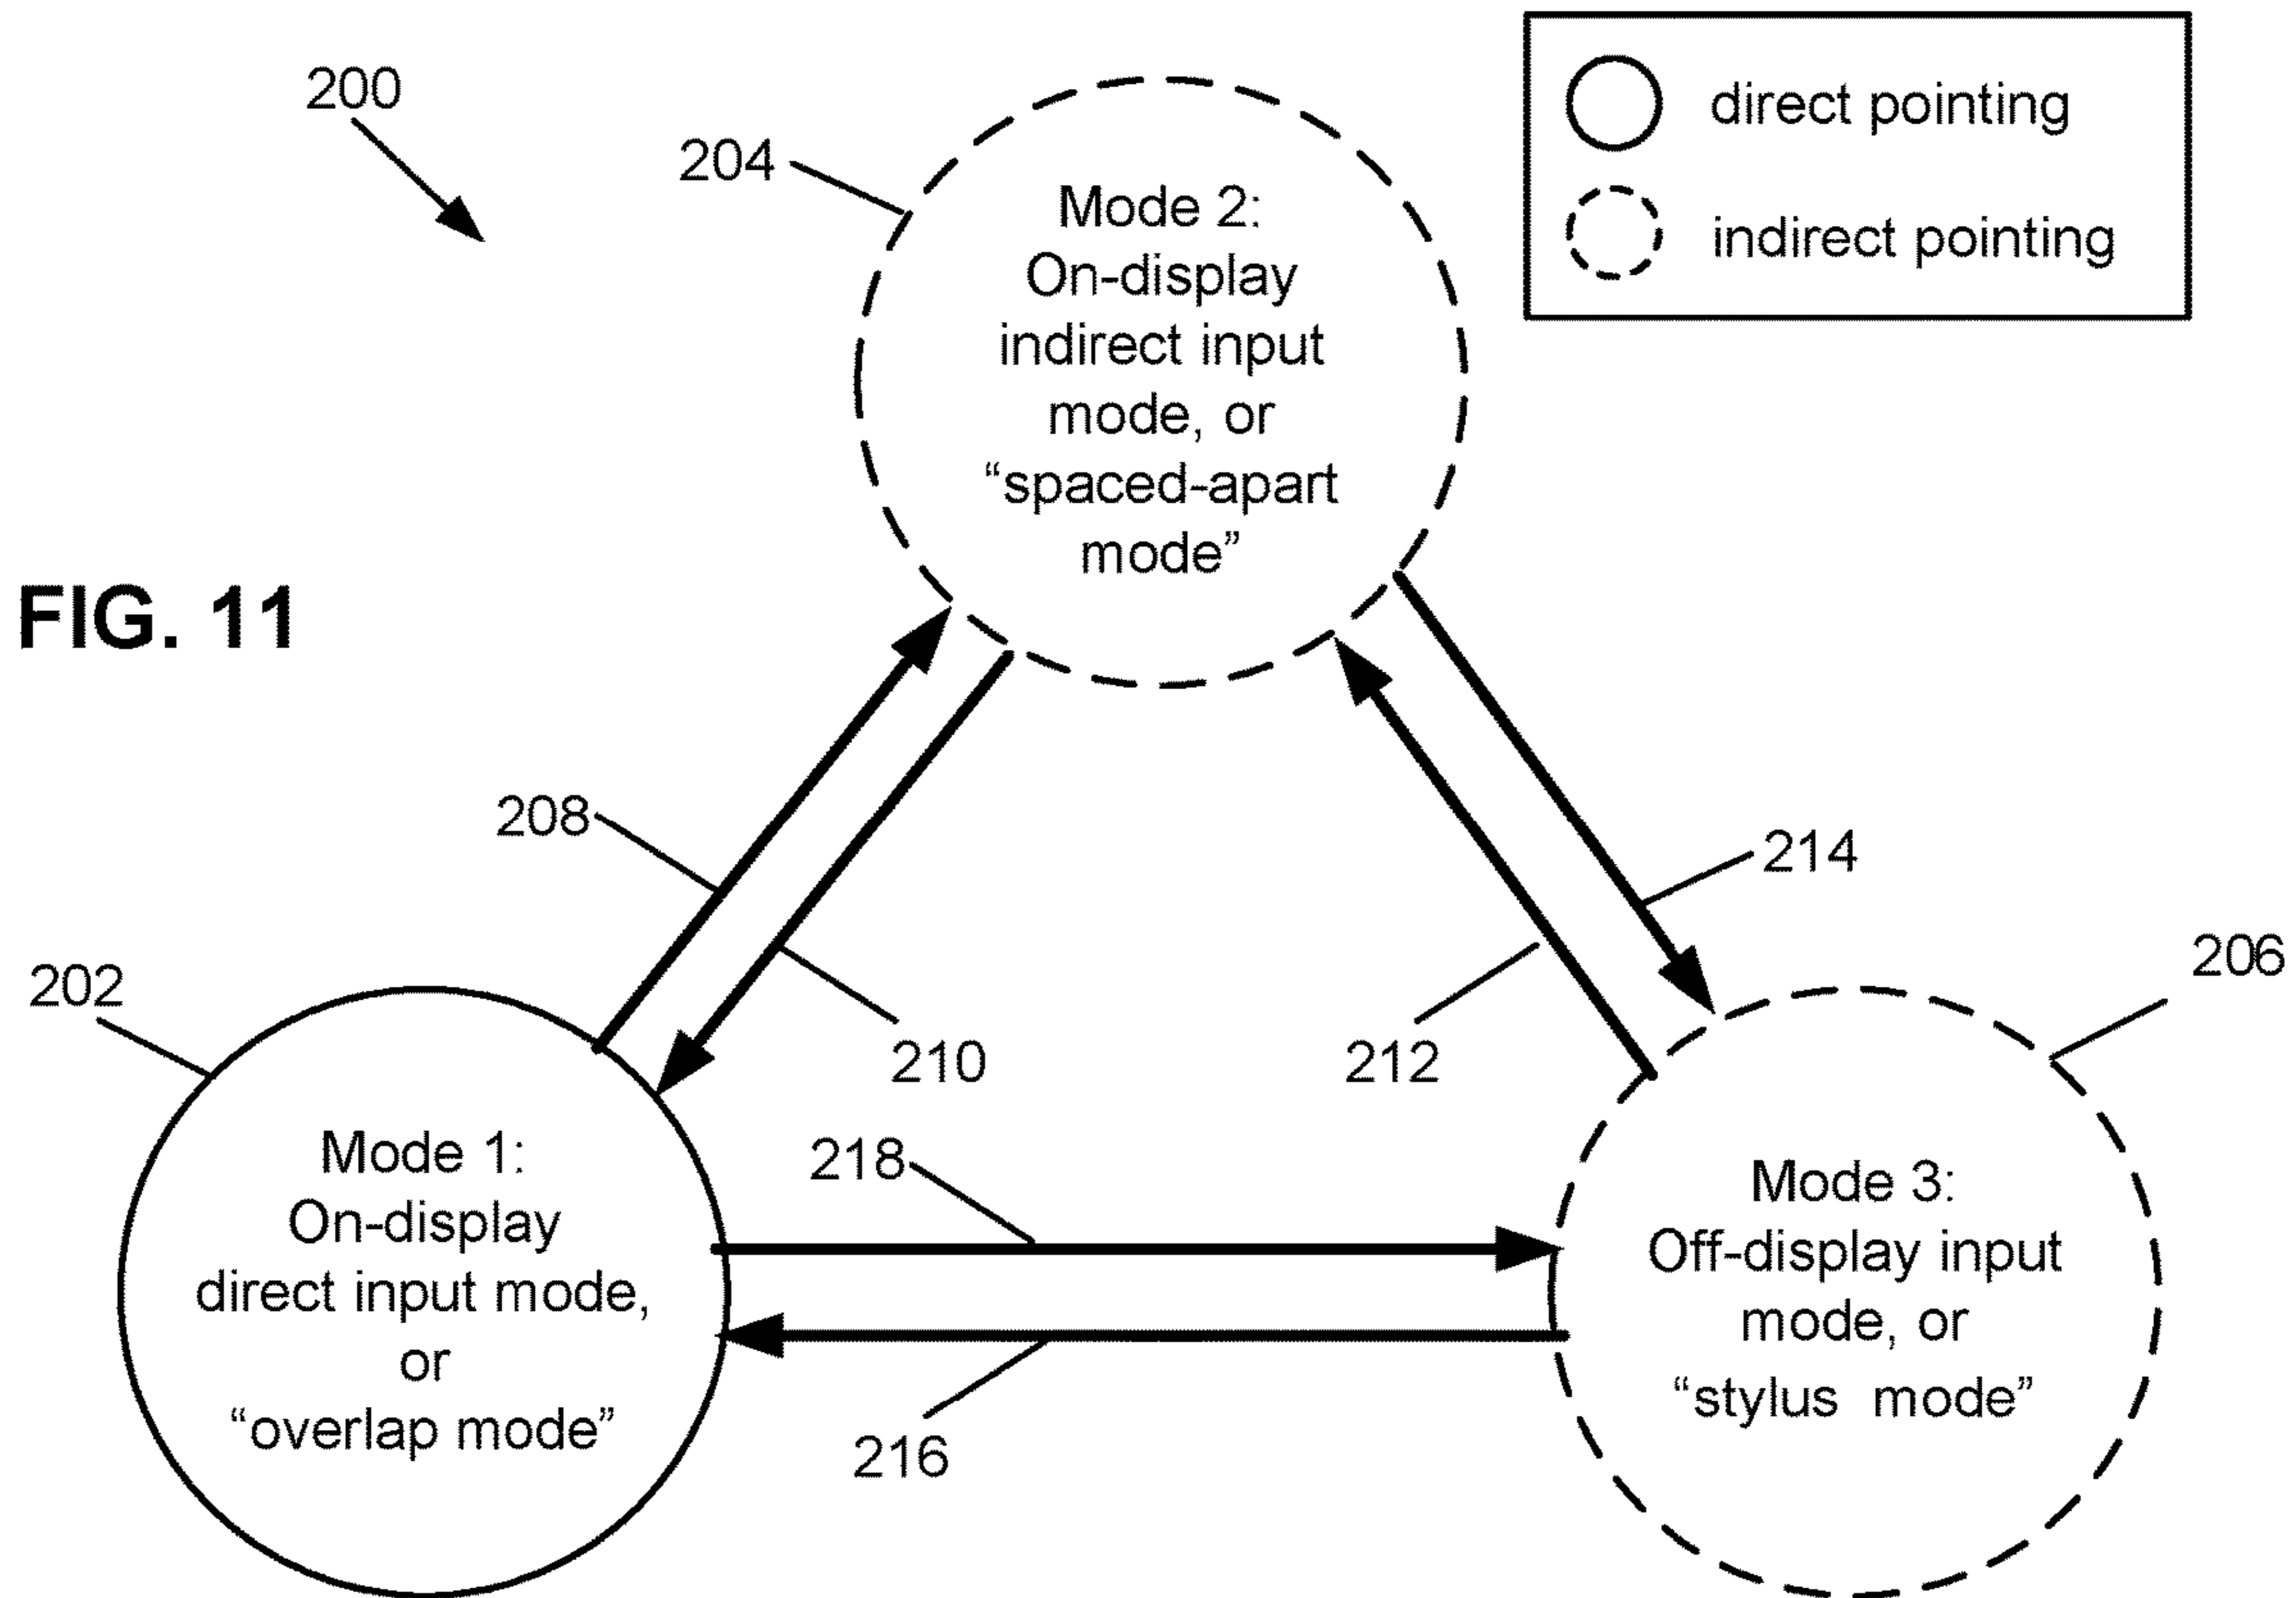 200
direct pointing
indirect pointing
204
Mode 2:
On-display
indirect input
mode, or
“spaced-apart
mode”
FIG. 11
208
210
214
212
202
206
Mode 1:
On-display
direct input mode,
or
“overlap mode”
218
216
Mode 3:
Off-display input
mode, or
“stylus mode”